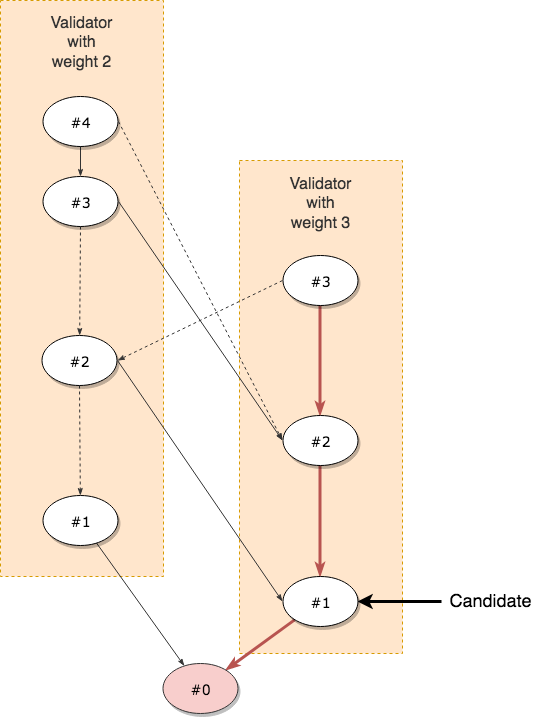 Validator
with
weight 2
#4
#3
#2
#1
Validator
with
weight 3
#3
#2
#1
Candidate
#0